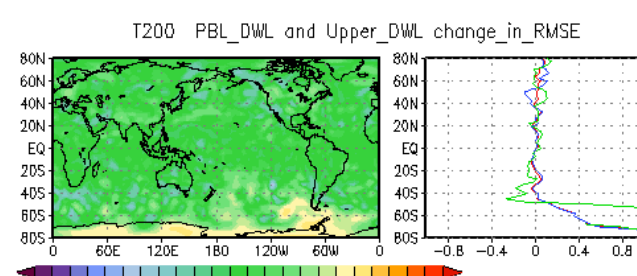 T200 PBL_DWL and Upper_DWL change_in_RMSE
80N
60N
40N
20N
EQ
20S
40S
60S
80S
0 60E 120E 180 120W 60W 0
80N
60N
40N
20N
EQ
20S
40S
60S
80S
-0.8 -0.4 0 0.4 0.8